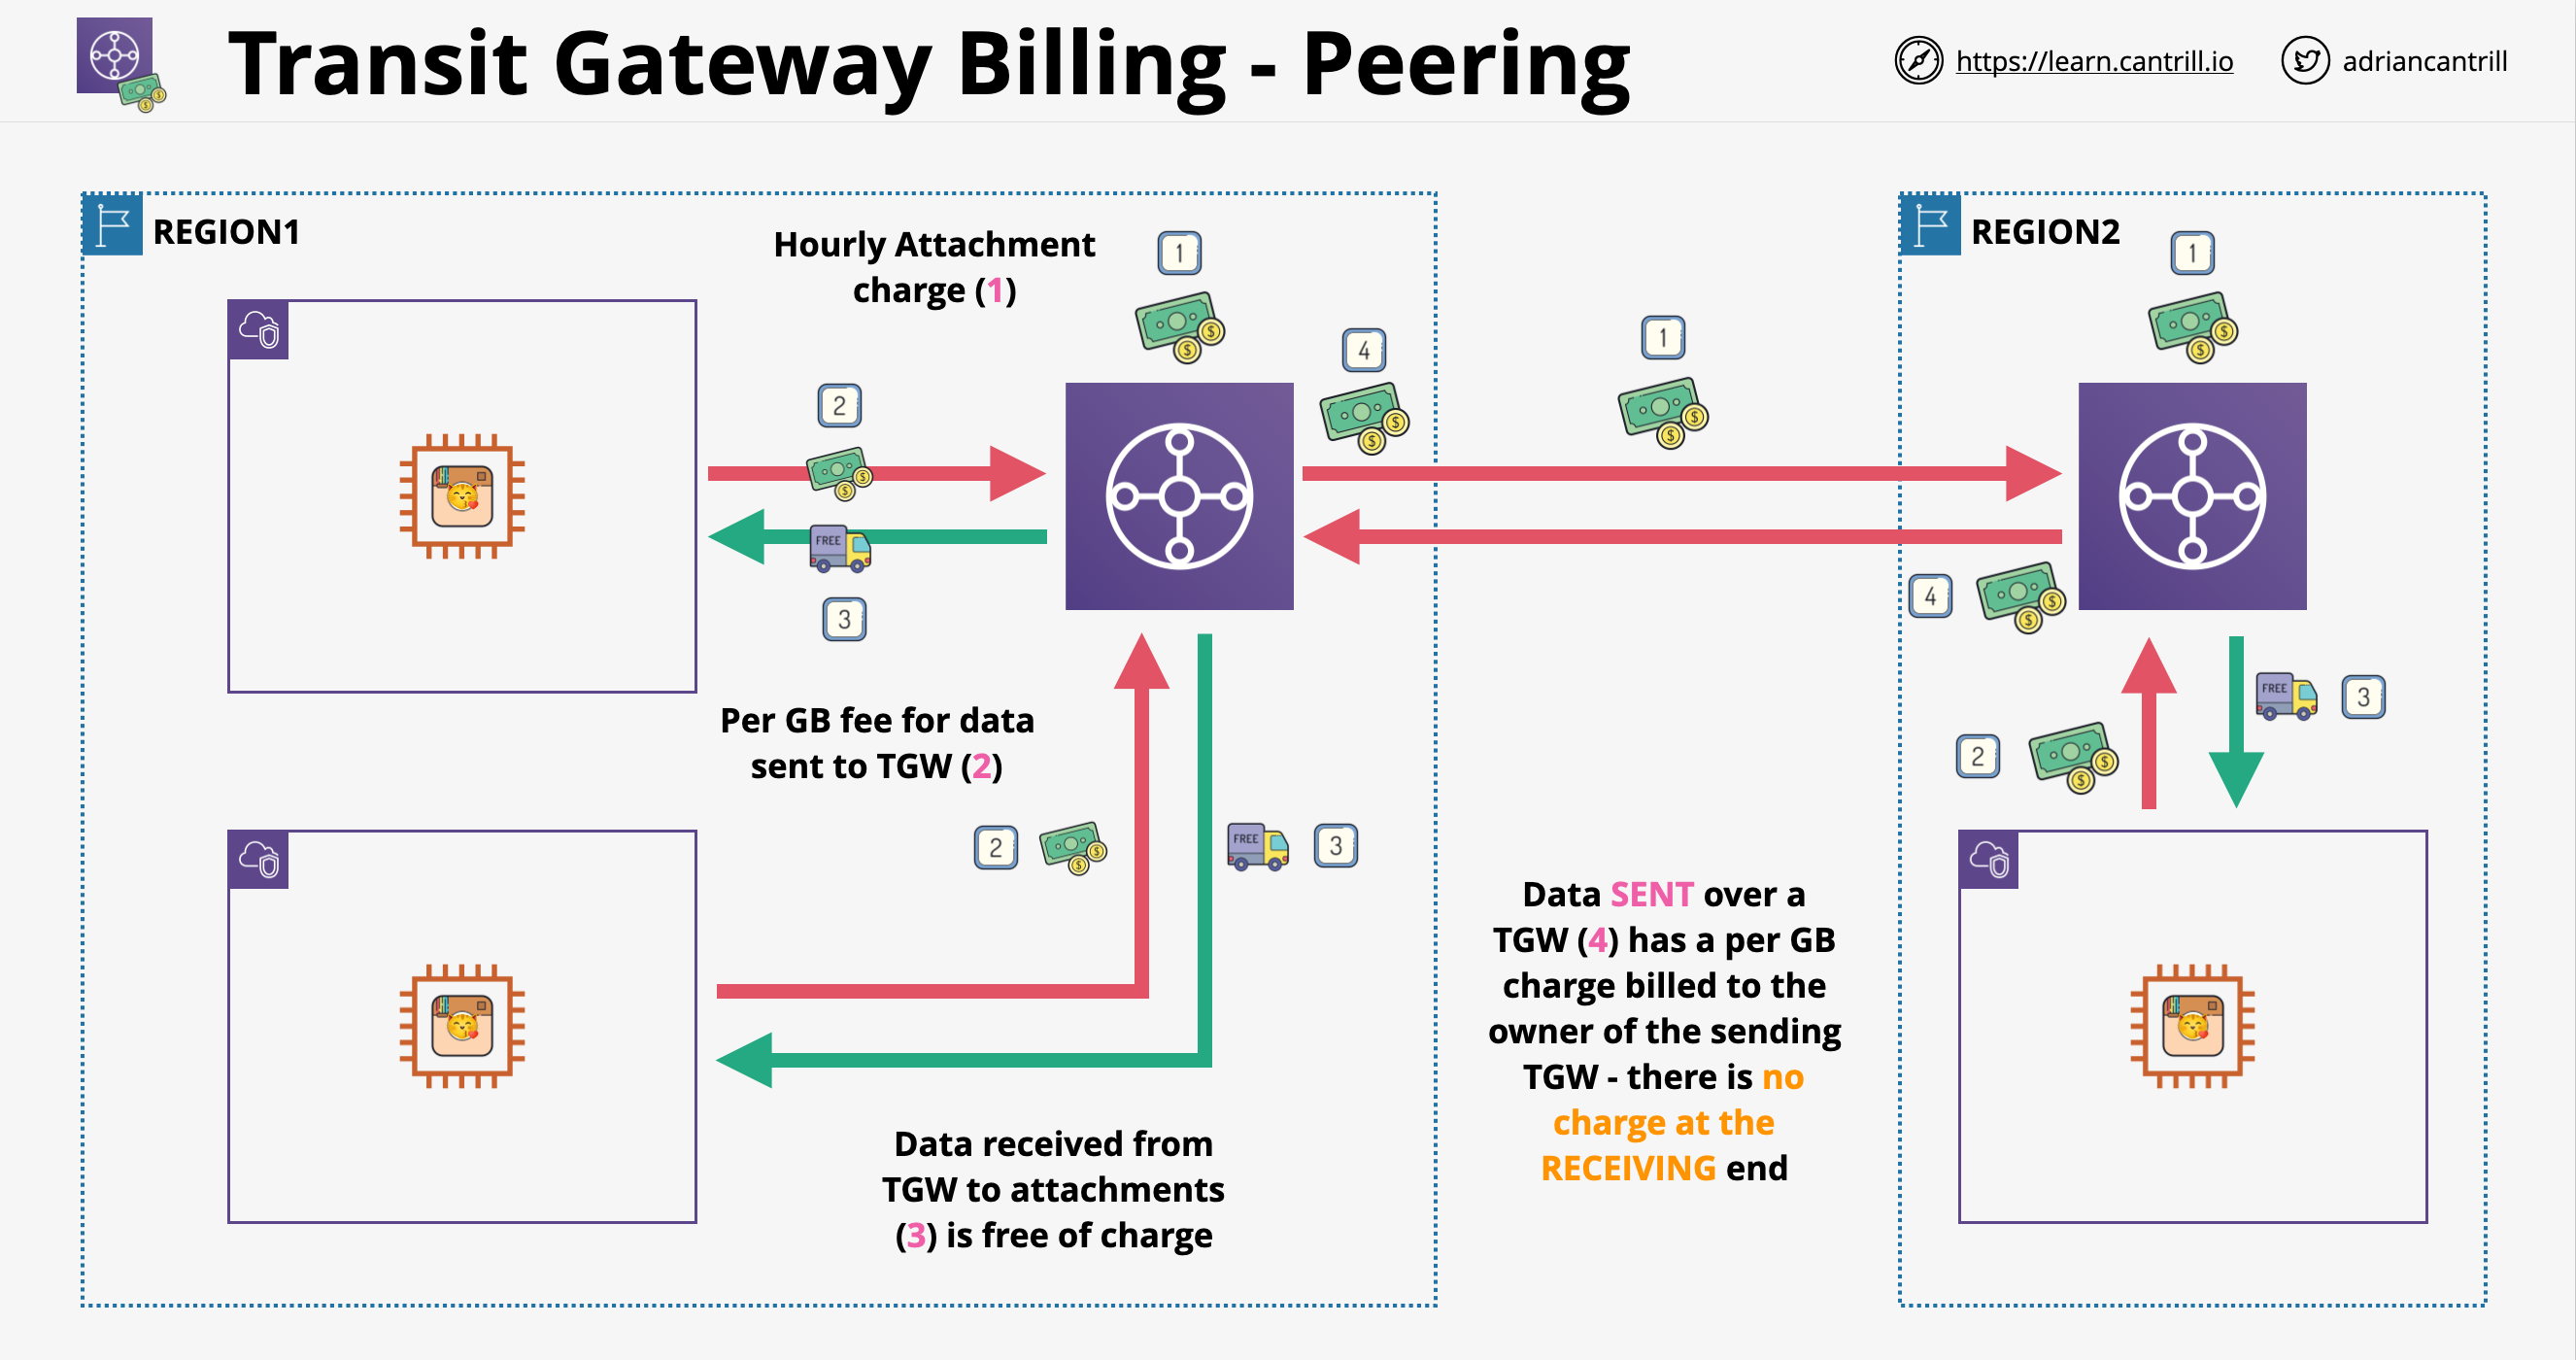 Transit Gateway Billing - Peering
https://learn.cantrill.io
adriancantrill
REGION1
Hourly Attachment
charge (1)
1
4
2
FREE
3
Per GB fee for data
sent to TGW (2)
2
FREE
3
Data received from
TGW to attachments
(3) is free of charge
1
Data SENT over a
TGW (4) has a per GB
charge billed to the
owner of the sending
TGW - there is no
charge at the
RECEIVING end
REGION2
1
4
FREE
3
2